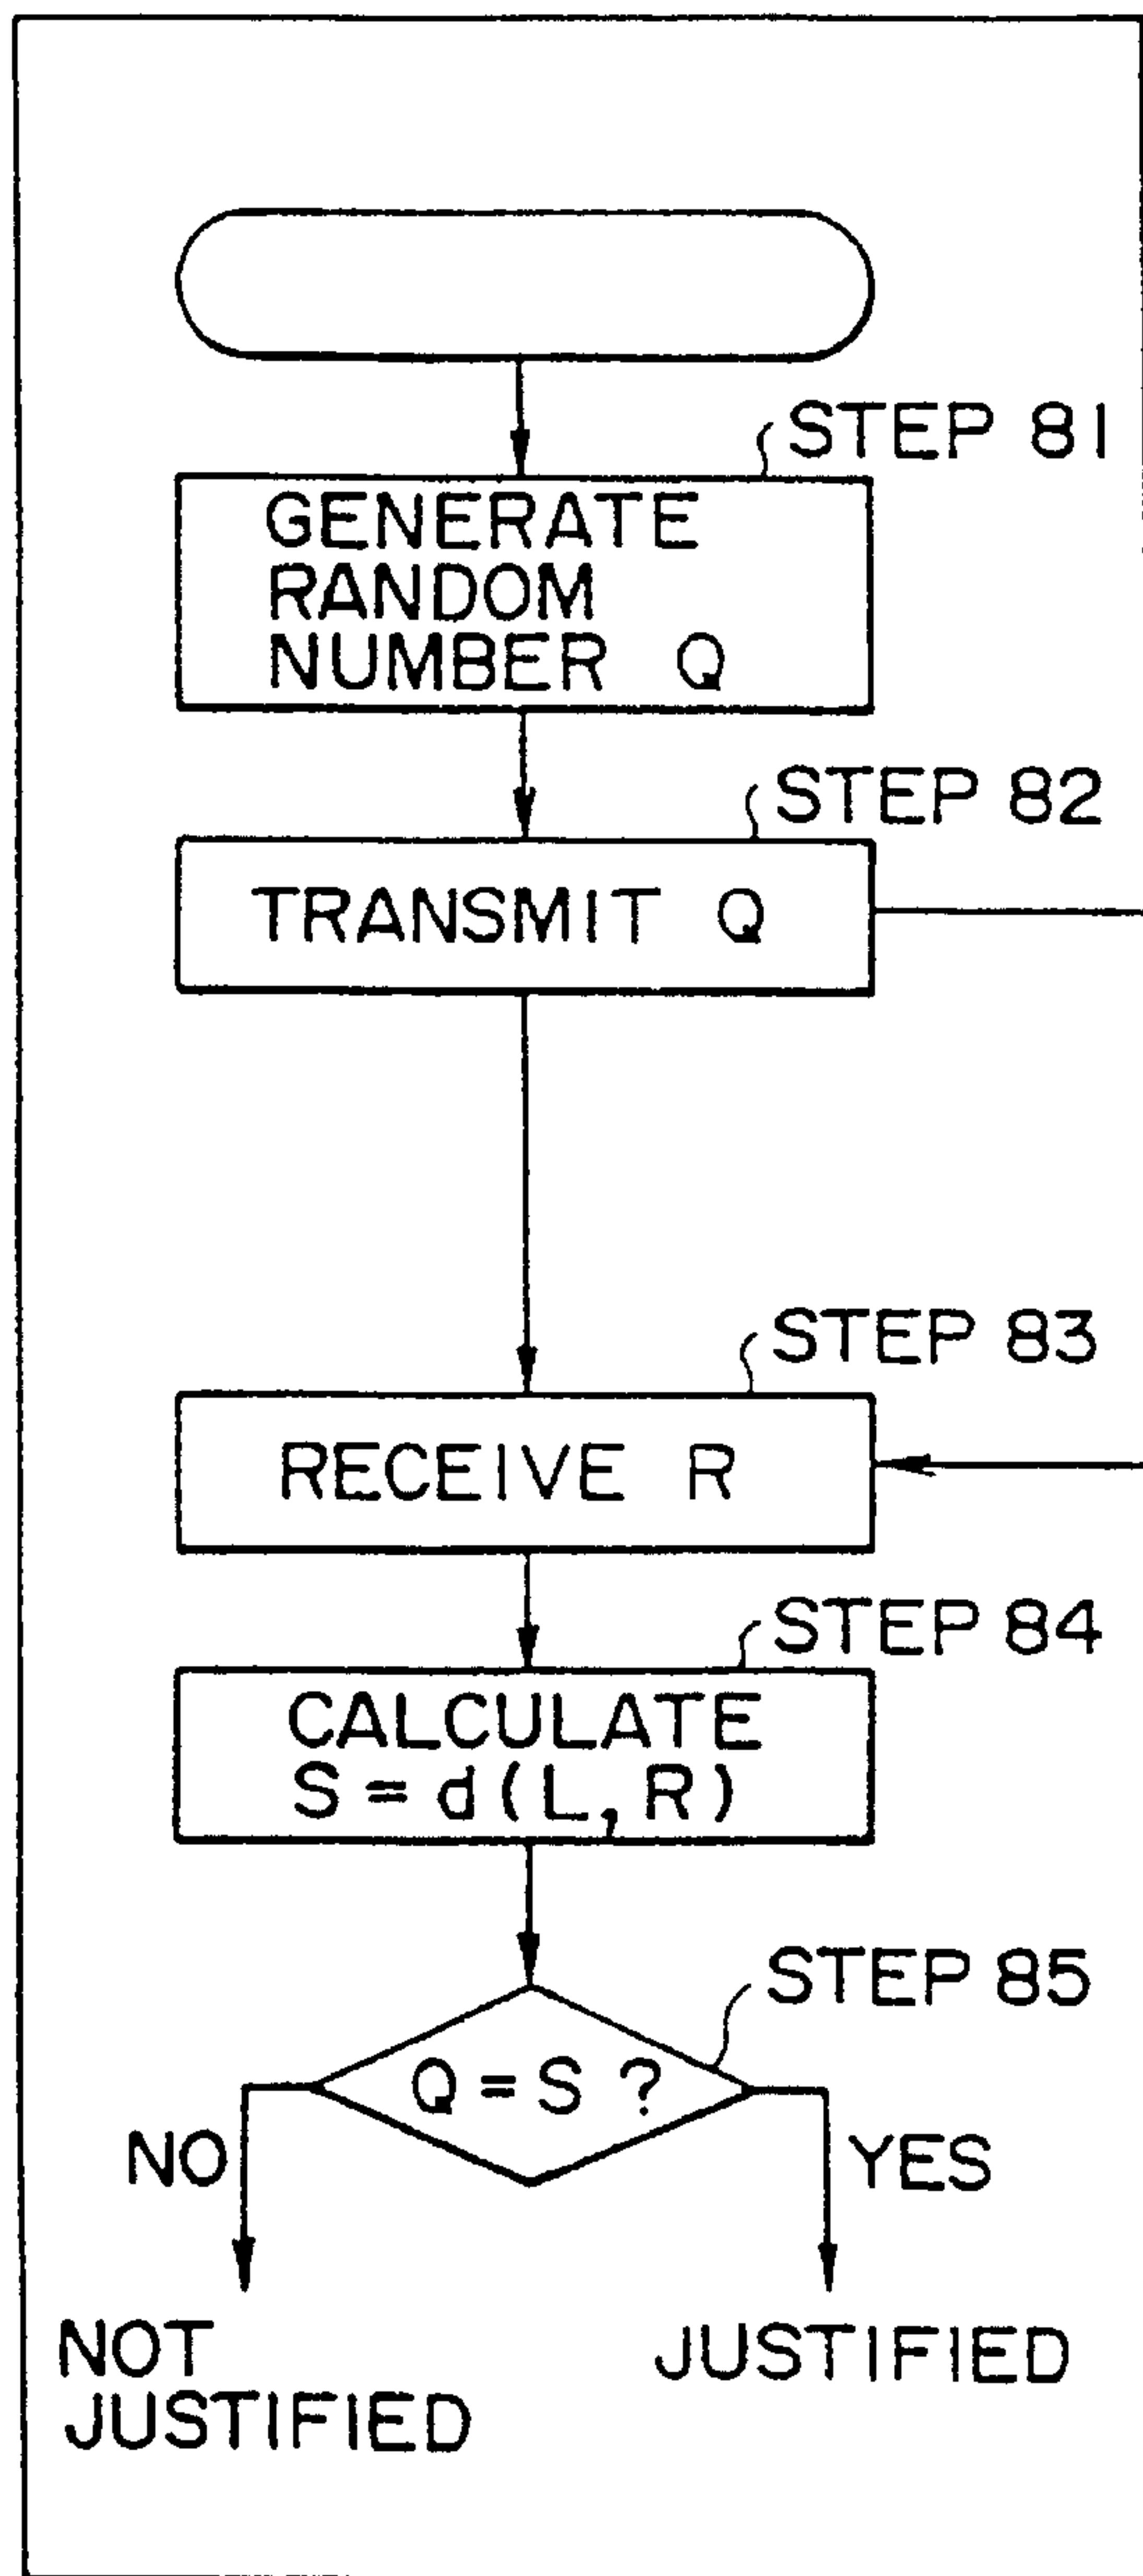 STEP 81
GENERATE
RANDOM
NUMBER Q
STEP 82
TRANSMIT Q
STEP 83
RECEIVE R
STEP 84
CALCULATE
S = d (L, R)
STEP 85
Q = S ?
NO
YES
NOT
JUSTIFIED
JUSTIFIED